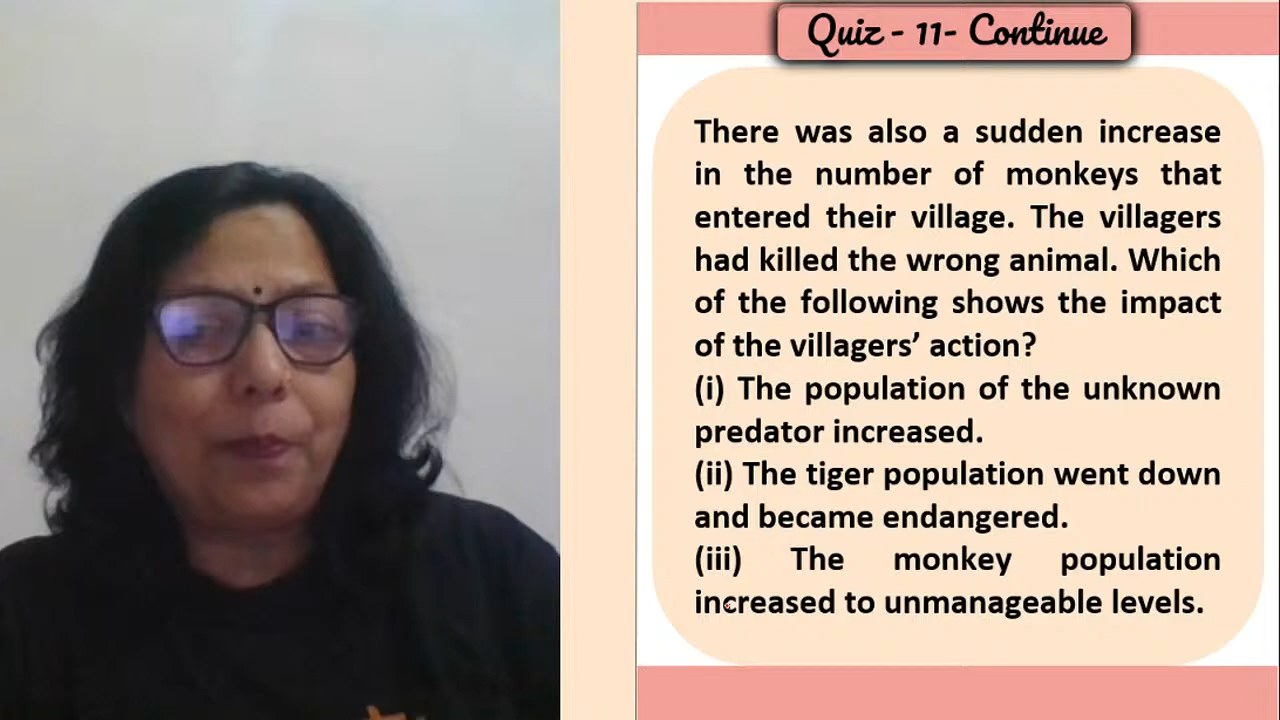 Quiz - 11- Continue
There was also a sudden increase
in the number of monkeys that
entered their village. The villagers
had killed the wrong animal. Which
of the following shows the impact
of the villagers’ action?
(i) The population of the unknown
predator increased.
(ii) The tiger population went down
and became endangered.
(iii) The monkey population
increased to unmanageable levels.